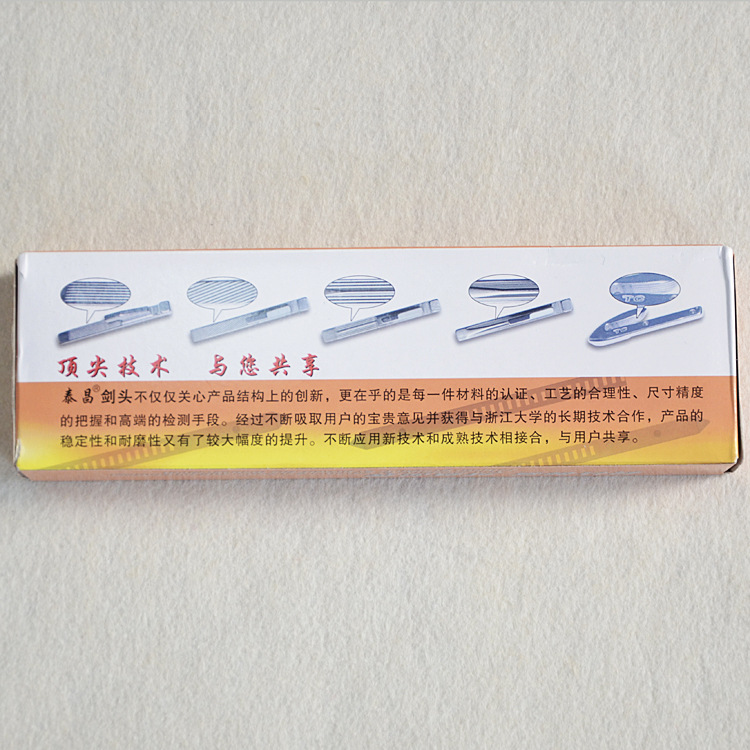 TG
顶尖技术 与您共享
泰昌®剑头不仅仅关心产品结构上的创新，更在乎的是每一件材料的认证、工艺的合理性、尺寸精度
的把握和高端的检测手段。经过不断吸取用户的宝贵意见并获得与浙江大学的长期技术合作，产品的
稳定性和耐磨性又有了较大幅度的提升。不断应用新技术和成熟技术相接合，与用户共享。